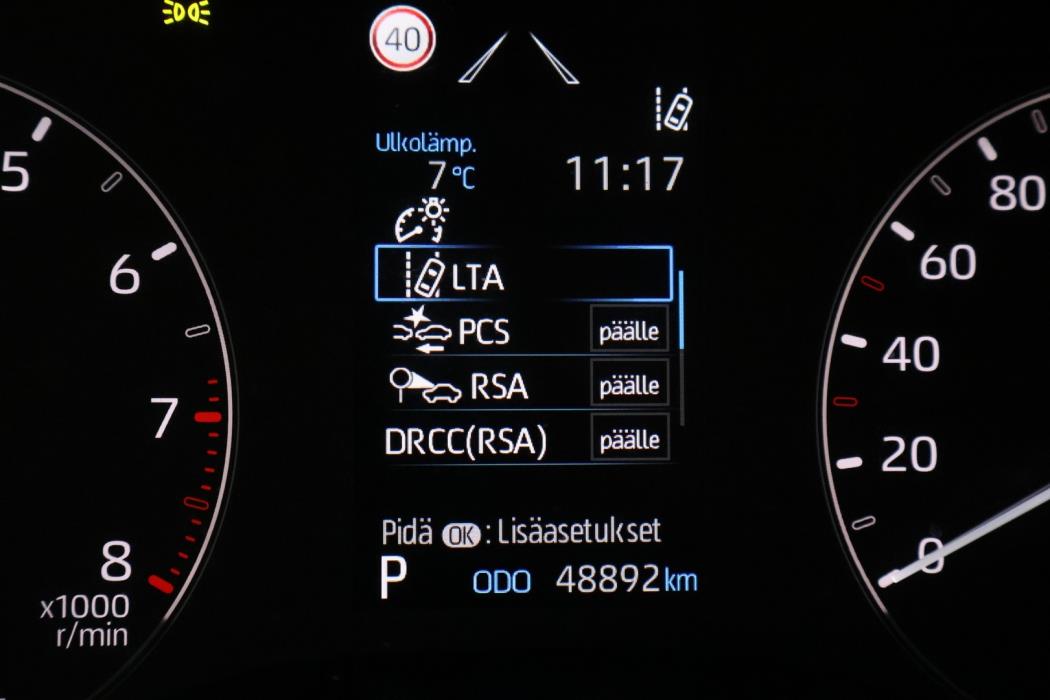 40
Ulkolämp.
7 °C
11:17
LTA
PCS päälle
RSA päälle
DRCC(RSA) päälle
Pidä OK : Lisäasetukset
P ODO 48892 km
5
6
7
8
x1000
r/min
80
60
40
20
0